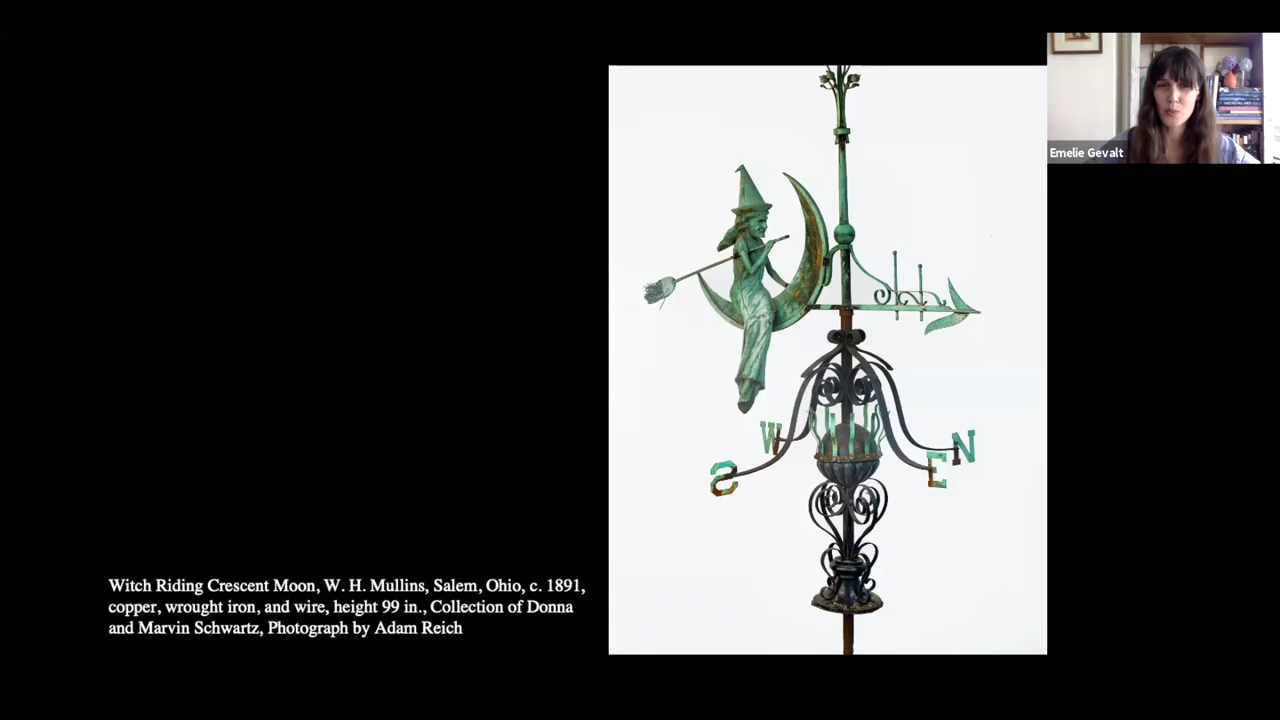 Emelie Gevalt
W
N
S
E
Witch Riding Crescent Moon, W. H. Mullins, Salem, Ohio, c. 1891,
copper, wrought iron, and wire, height 99 in., Collection of Donna
and Marvin Schwartz, Photograph by Adam Reich